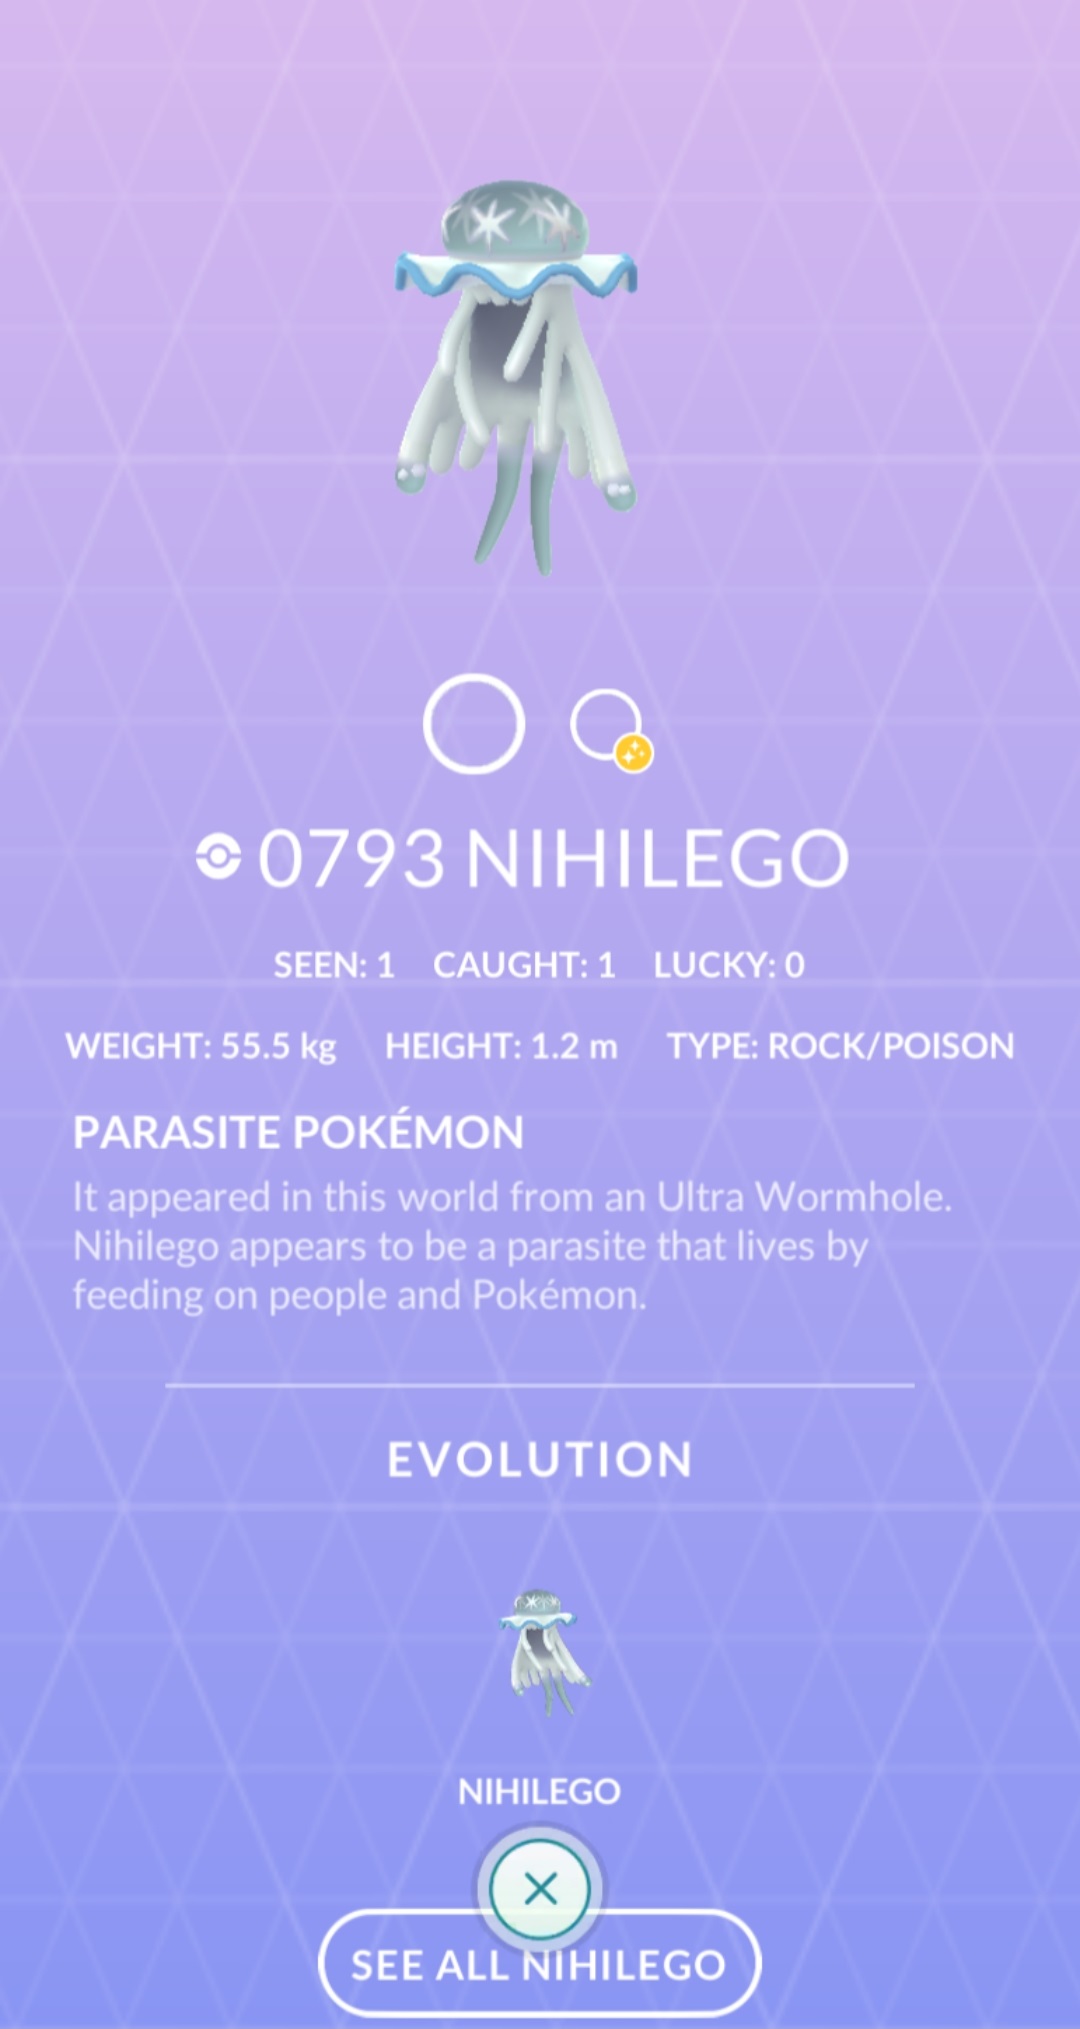 0793 NIHILEGO
SEEN: 1 CAUGHT: 1 LUCKY: 0
WEIGHT: 55.5 kg HEIGHT: 1.2 m TYPE: ROCK/POISON
PARASITE POKÉMON
It appeared in this world from an Ultra Wormhole.
Nihilego appears to be a parasite that lives by
feeding on people and Pokémon.
EVOLUTION
NIHILEGO
SEE ALL NIHILEGO